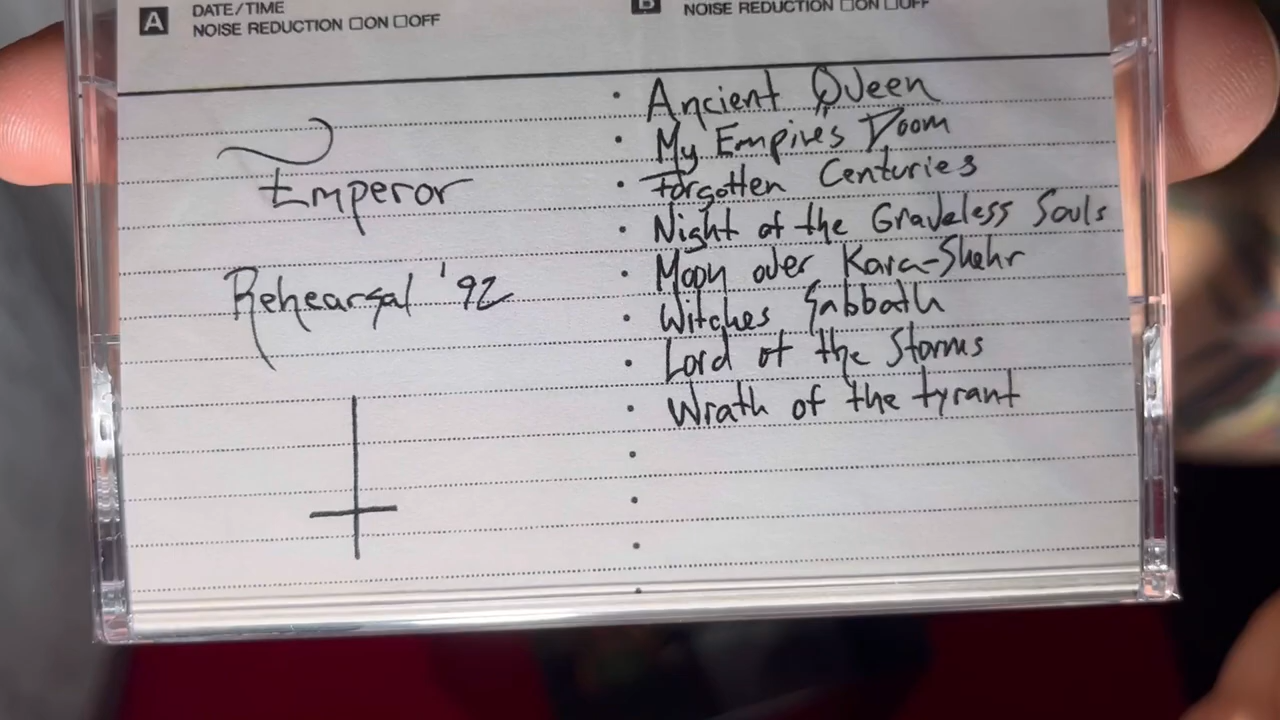 A DATE/TIME
NOISE REDUCTION ☐ON ☐OFF
B
NOISE REDUCTION ☐ON ☐OFF
Emperor
Rehearsal '92
· Ancient Queen
· My Empires Doom
· Forgotten Centuries
· Night of the Graveless Souls
· Moon over Kara-Shehr
· Witches Sabbath
· Lord of the Storms
· Wrath of the tyrant